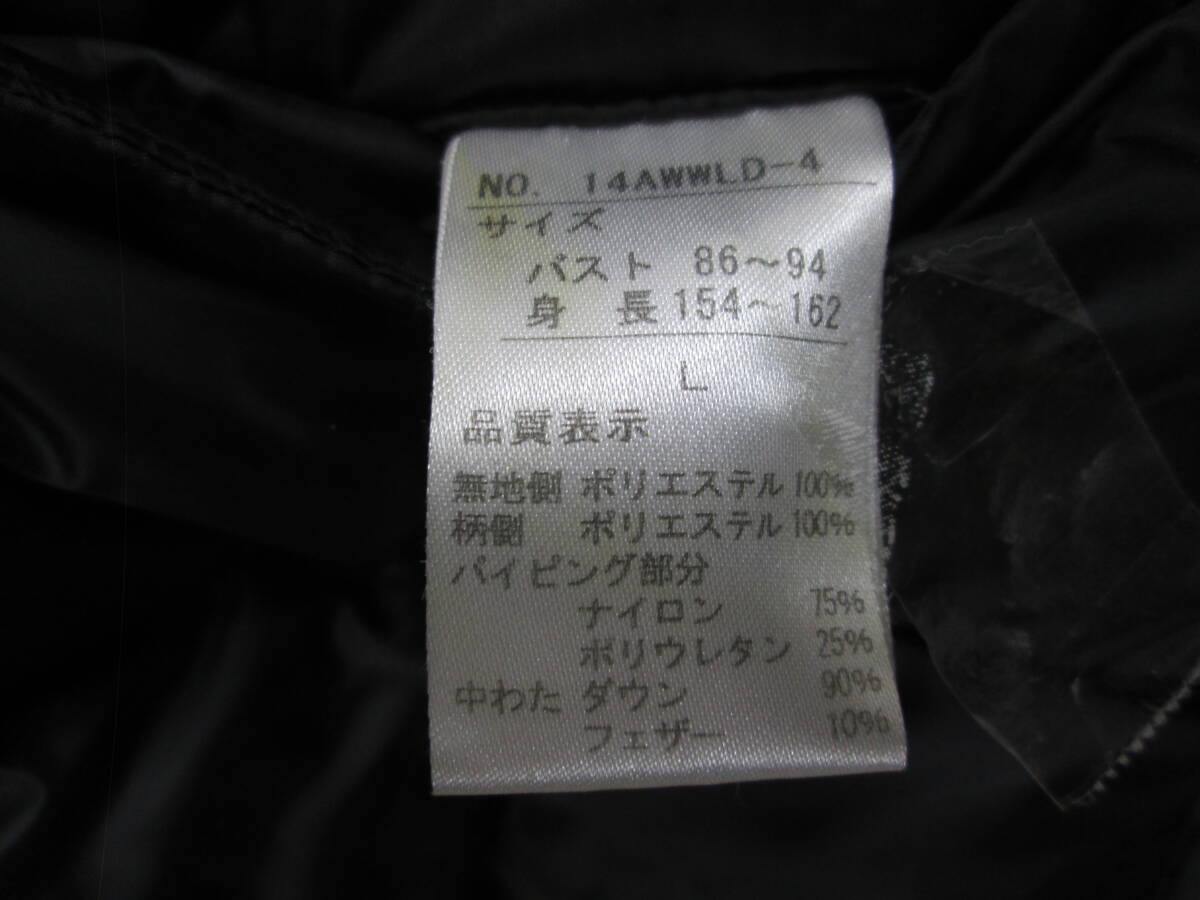 NO. 14AWWLD-4
サイズ
バスト 86～94
身 長 154～162
L
品質表示
無地側 ポリエステル 100%
柄側 ポリエステル 100%
パイピング部分
ナイロン 75%
ポリウレタン 25%
中わた ダウン 90%
フェザー 10%